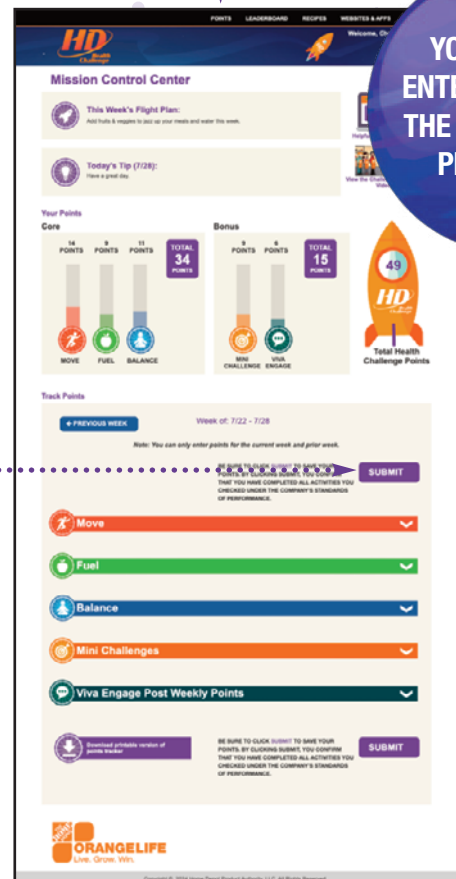 POINTS LEADERBOARD RECIPES WEBSITES & APPS
HD
Health
Challenge
Welcome, Ch
YO
ENTE
THE
P
Mission Control Center
This Week's Flight Plan:
Add fruits & veggies to jazz up your meals and water this week.
Helpfu
Today's Tip (7/28):
Have a great day.
View the Challen
Video
Your Points
Core
14
POINTS
9
POINTS
11
POINTS
TOTAL
34
POINTS
MOVE
FUEL
BALANCE
Bonus
9
POINTS
6
POINTS
TOTAL
15
POINTS
MINI
CHALLENGE
VIVA
ENGAGE
49
HD
Health
Challenge
Total Health
Challenge Points
Track Points
PREVIOUS WEEK
Week of: 7/22 - 7/28
Note: You can only enter points for the current week and prior week.
BE SURE TO CLICK SUBMIT TO SAVE YOUR
POINTS. BY CLICKING SUBMIT, YOU CONFIRM
THAT YOU HAVE COMPLETED ALL ACTIVITIES YOU
CHECKED UNDER THE COMPANY'S STANDARDS
OF PERFORMANCE.
SUBMIT
Move
Fuel
Balance
Mini Challenges
Viva Engage Post Weekly Points
Download printable version of
points tracker
BE SURE TO CLICK SUBMIT TO SAVE YOUR
POINTS. BY CLICKING SUBMIT, YOU CONFIRM
THAT YOU HAVE COMPLETED ALL ACTIVITIES YOU
CHECKED UNDER THE COMPANY'S STANDARDS
OF PERFORMANCE.
SUBMIT
ORANGELIFE
Live. Grow. Win.